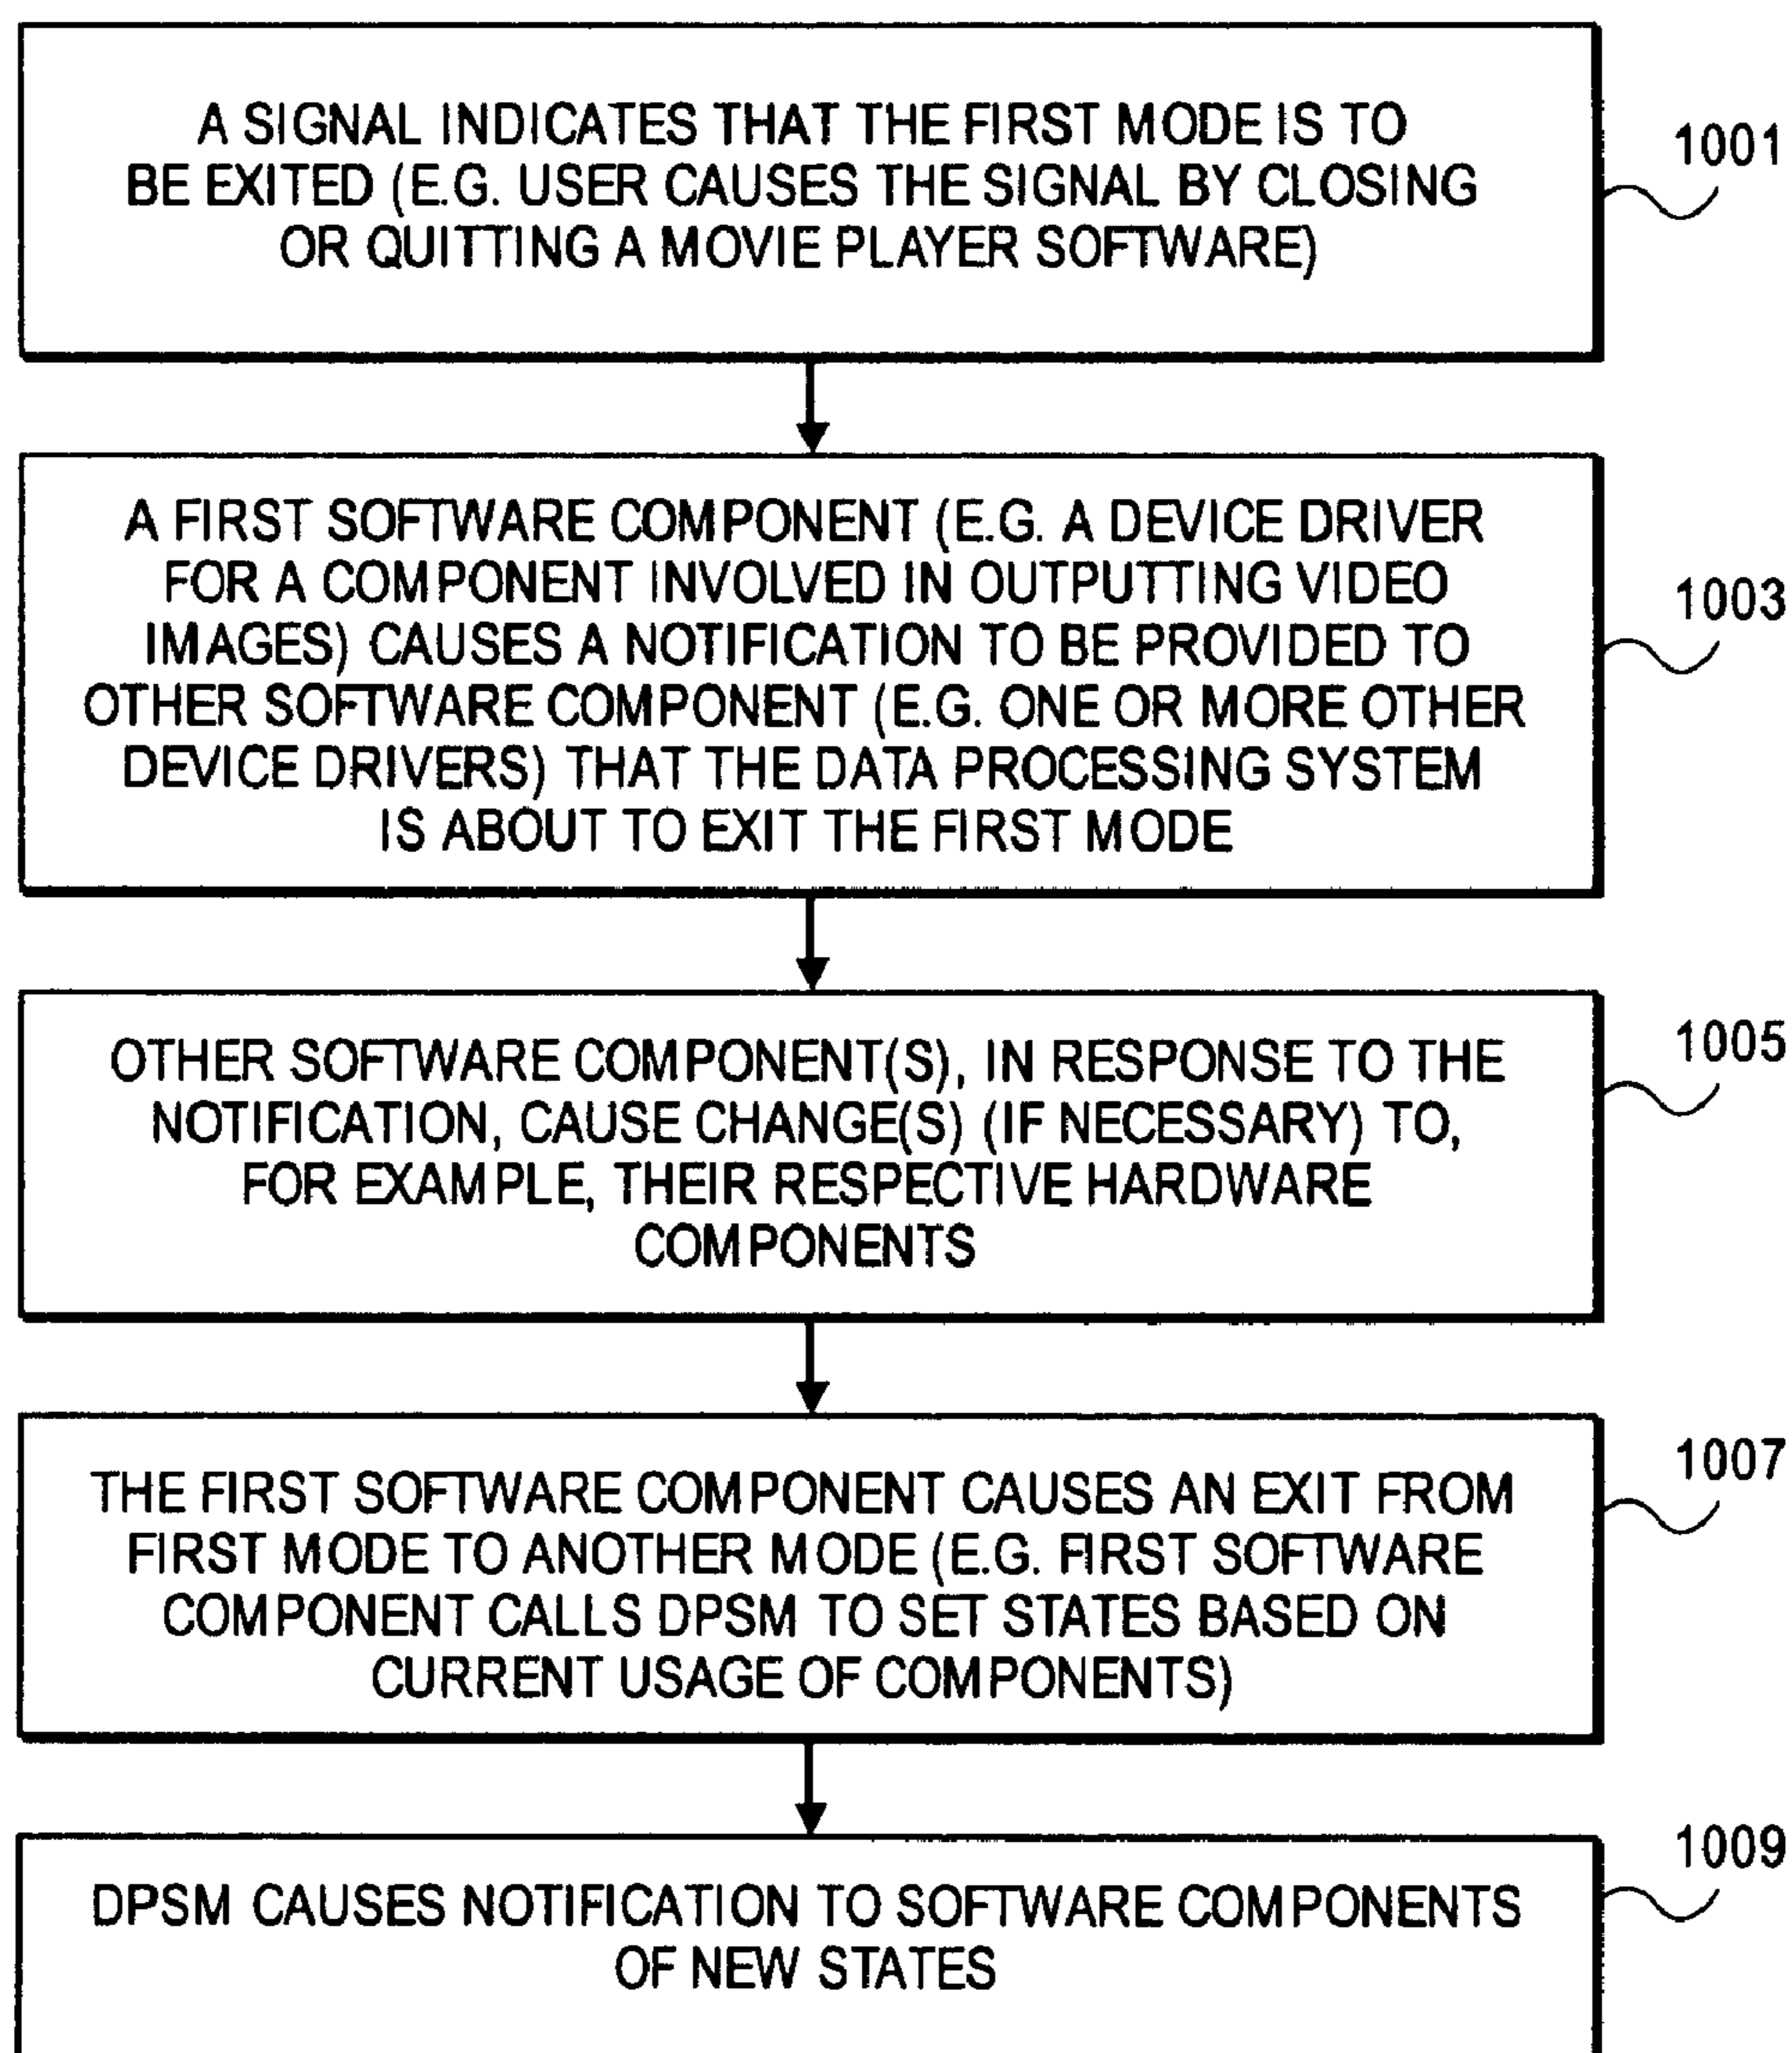 A SIGNAL INDICATES THAT THE FIRST MODE IS TO
BE EXITED (E.G. USER CAUSES THE SIGNAL BY CLOSING
OR QUITTING A MOVIE PLAYER SOFTWARE)
1001
A FIRST SOFTWARE COMPONENT (E.G. A DEVICE DRIVER
FOR A COMPONENT INVOLVED IN OUTPUTTING VIDEO
IMAGES) CAUSES A NOTIFICATION TO BE PROVIDED TO
OTHER SOFTWARE COMPONENT (E.G. ONE OR MORE OTHER
DEVICE DRIVERS) THAT THE DATA PROCESSING SYSTEM
IS ABOUT TO EXIT THE FIRST MODE
1003
OTHER SOFTWARE COMPONENT(S), IN RESPONSE TO THE
NOTIFICATION, CAUSE CHANGE(S) (IF NECESSARY) TO,
FOR EXAMPLE, THEIR RESPECTIVE HARDWARE
COMPONENTS
1005
THE FIRST SOFTWARE COMPONENT CAUSES AN EXIT FROM
FIRST MODE TO ANOTHER MODE (E.G. FIRST SOFTWARE
COMPONENT CALLS DPSM TO SET STATES BASED ON
CURRENT USAGE OF COMPONENTS)
1007
DPSM CAUSES NOTIFICATION TO SOFTWARE COMPONENTS
OF NEW STATES
1009